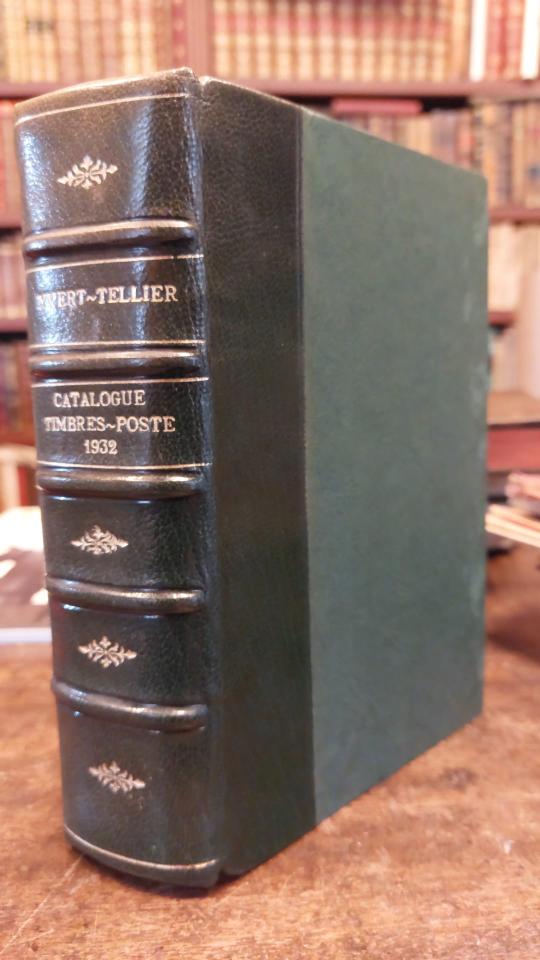 YVERT~TELLIER
CATALOGUE
TIMBRES~POSTE
1932